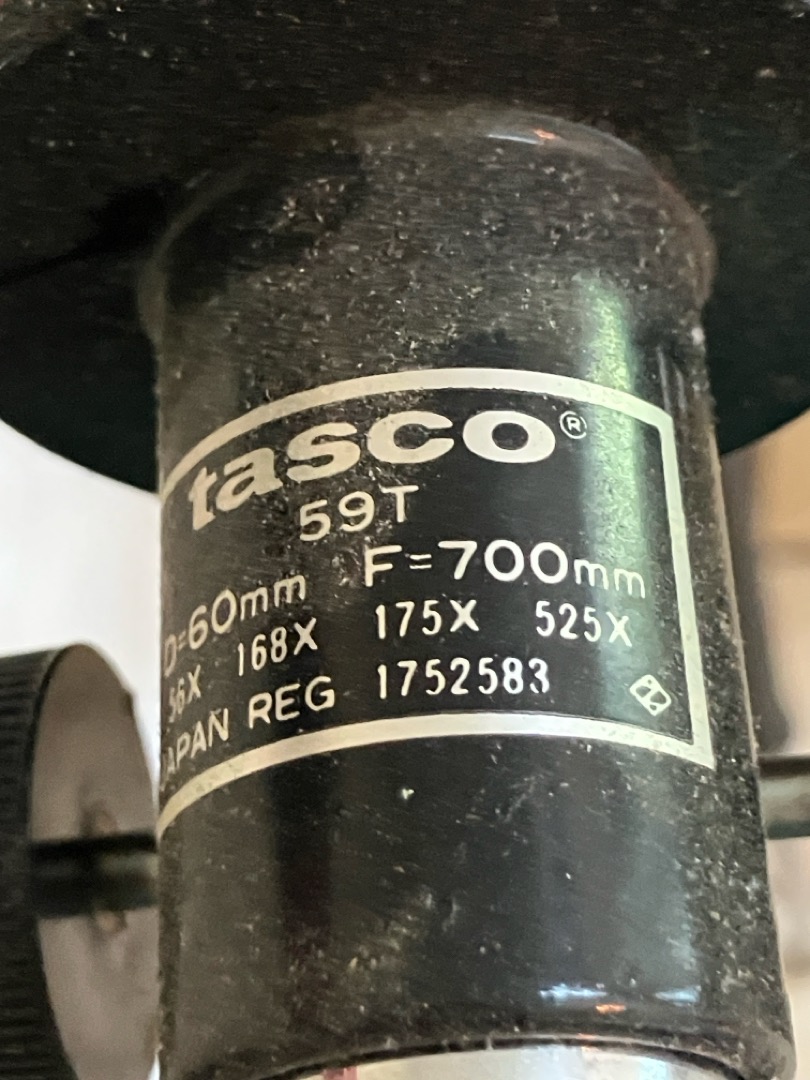 tasco®
59T
D=60mm F=700mm
56X 168X 175X 525X
JAPAN REG 1752583